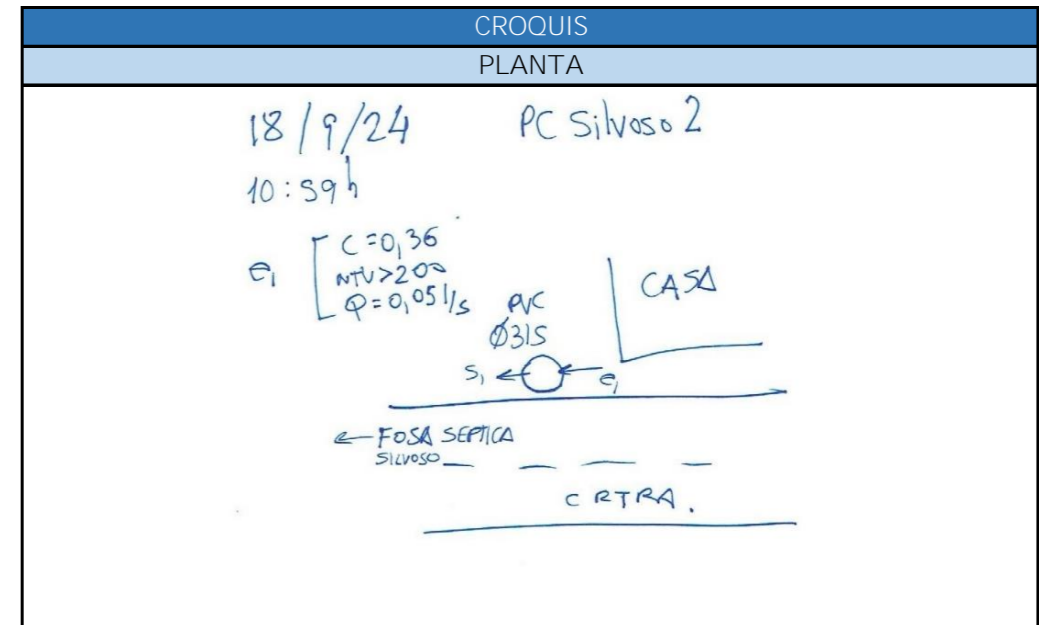 CROQUIS
PLANTA
18/9/24 PC Silvoso 2
10:59h
e1 C=0,36
NTU>200
Q=0,05 l/s
PVC
Ø315
CASA
S1 e1
FOSA SEPTICA
SILVOSO
CRTRA.